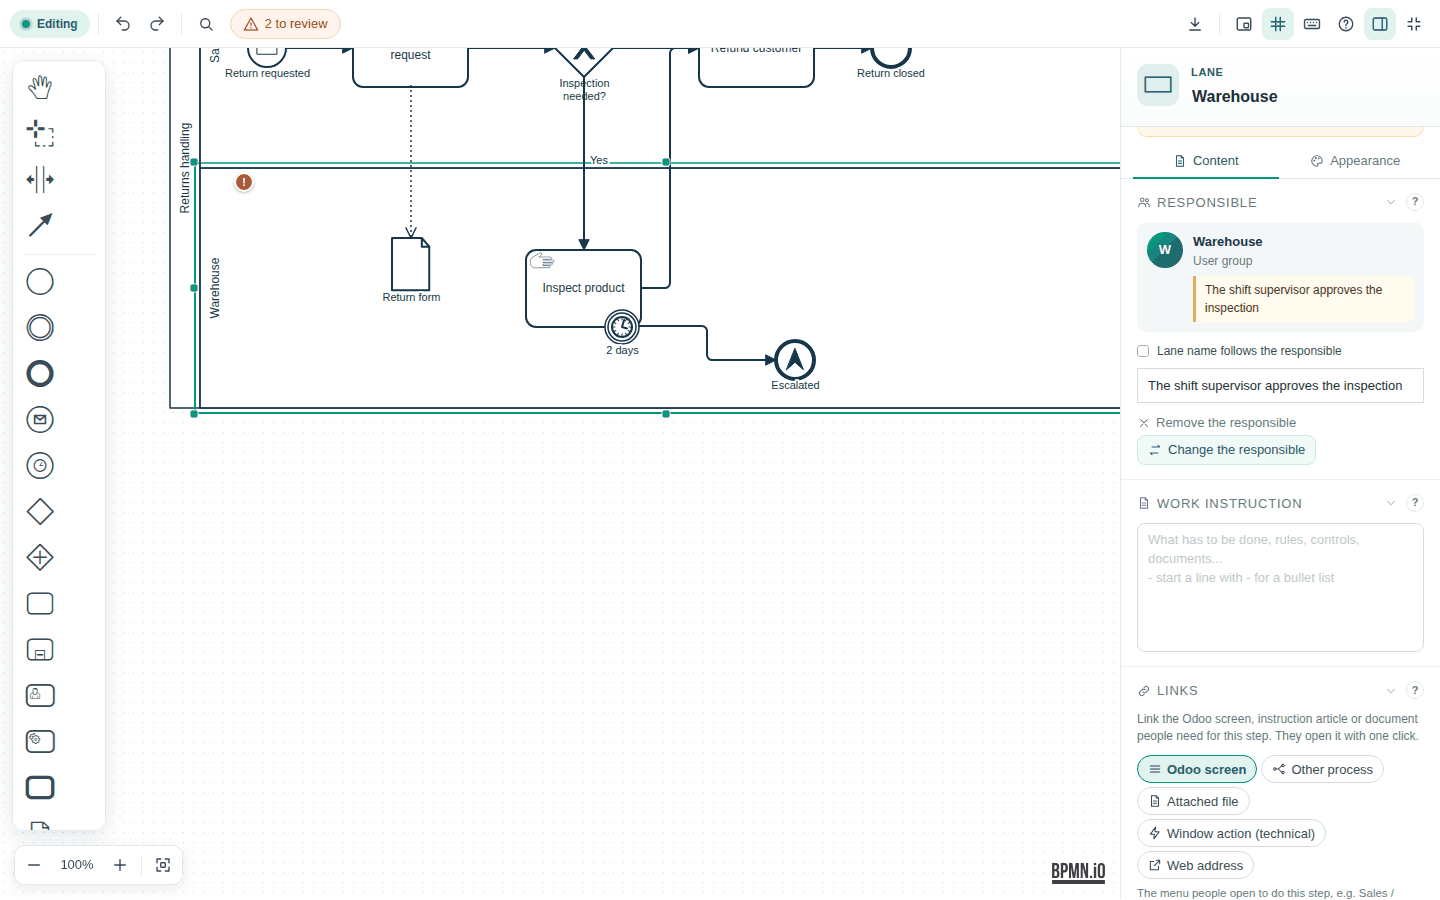 Editing
2 to review
Sa
Return requested
request
Inspection
needed?
Refund customer
Return closed
Returns handling
Yes
!
Warehouse
Return form
Inspect product
2 days
Escalated
100%
BPMN.iO
LANE
Warehouse
Content
Appearance
RESPONSIBLE
?
W
Warehouse
User group
The shift supervisor approves the
inspection
Lane name follows the responsible
The shift supervisor approves the inspection
Remove the responsible
Change the responsible
WORK INSTRUCTION
?
What has to be done, rules, controls,
documents...
- start a line with - for a bullet list
LINKS
?
Link the Odoo screen, instruction article or document
people need for this step. They open it with one click.
Odoo screen
Other process
Attached file
Window action (technical)
Web address
The menu people open to do this step, e.g. Sales /